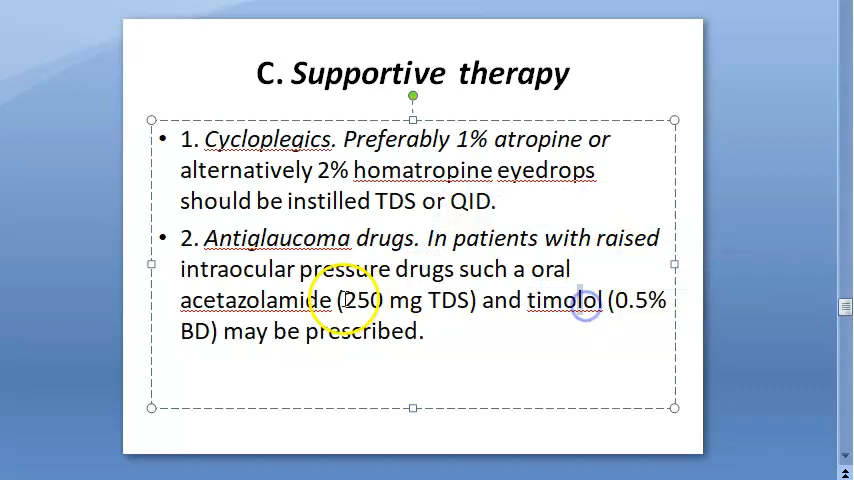 C. Supportive therapy
• 1. Cycloplegics. Preferably 1% atropine or
alternatively 2% homatropine eyedrops
should be instilled TDS or QID.
• 2. Antiglaucoma drugs. In patients with raised
intraocular pressure drugs such a oral
acetazolamide (250 mg TDS) and timolol (0.5%
BD) may be prescribed.